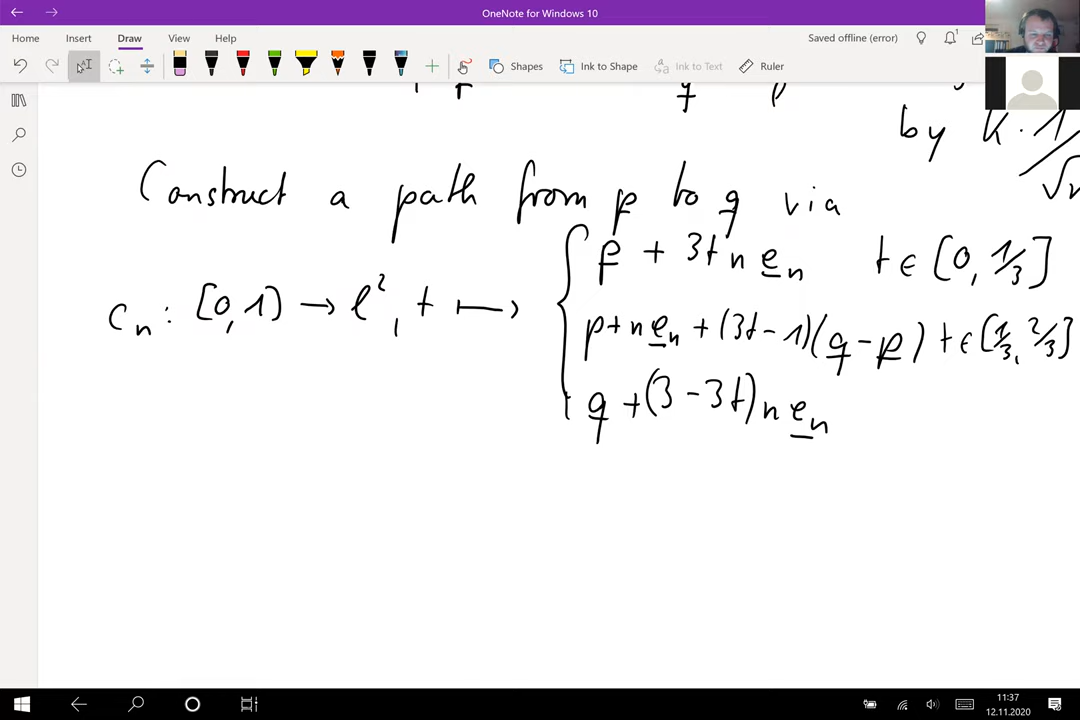 OneNote for Windows 10
Home Insert Draw View Help Saved offline (error)
Shapes Ink to Shape Ink to Text Ruler
by K · 1/√n
Construct a path from p to q via
p + 3t n e_n t ∈ [0, 1/3]
c_n : [0,1) → ℓ², t ⟼ p + n e_n + (3t − 1)(q − p) t ∈ [1/3, 2/3]
q + (3 − 3t) n e_n
11:37
12.11.2020